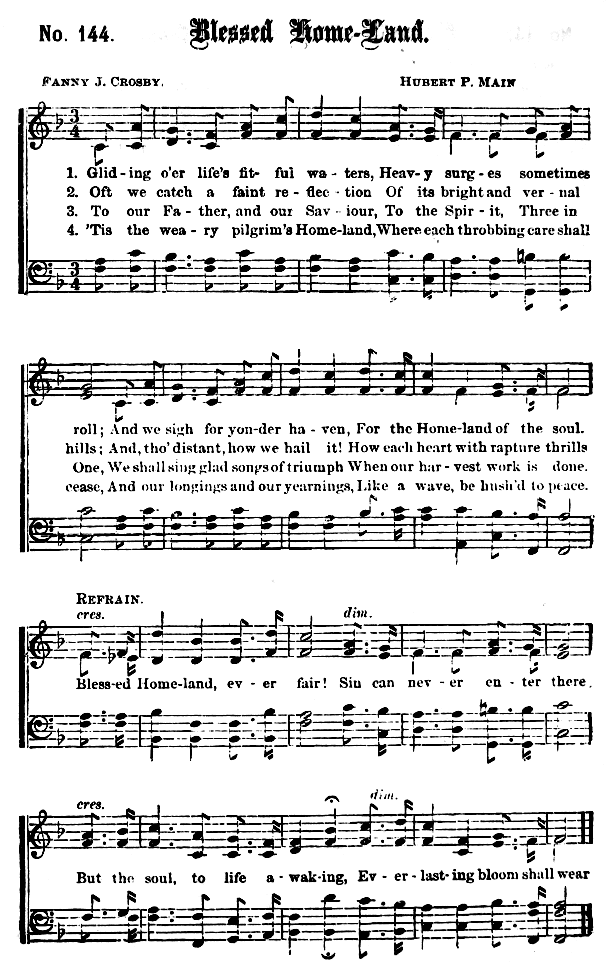 No. 144. Blessed Home-Land.
FANNY J. CROSBY. HUBERT P. MAIN
1. Glid-ing o'er life's fit- ful wa-ters, Heav-y surg-es sometimes
2. Oft we catch a faint re-flec-tion Of its bright and ver-nal
3. To our Fa-ther, and our Sav-iour, To the Spir-it, Three in
4. 'Tis the wea-ry pilgrim's Home-land, Where each throbbing care shall
roll; And we sigh for yon-der ha-ven, For the Home-land of the soul.
hills; And, tho' distant, how we hail it! How each heart with rapture thrills
One, We shall sing glad songs of triumph When our har-vest work is done.
cease, And our longings and our yearnings, Like a wave, be hush'd to peace.
REFRAIN.
cres. dim.
Bless-ed Home-land, ev-er fair! Sin can nev-er en-ter there
cres. dim.
But the soul, to life a-wak-ing, Ev-er-last-ing bloom shall wear